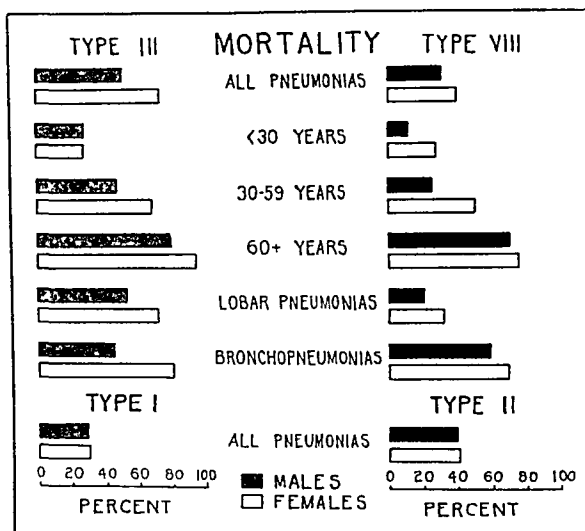 TYPE III MORTALITY TYPE VIII
ALL PNEUMONIAS
<30 YEARS
30-59 YEARS
60+ YEARS
LOBAR PNEUMONIAS
BRONCHOPNEUMONIAS
TYPE I TYPE II
ALL PNEUMONIAS
0 20 40 60 80 100 0 20 40 60 80 100
MALES
FEMALES
PERCENT PERCENT